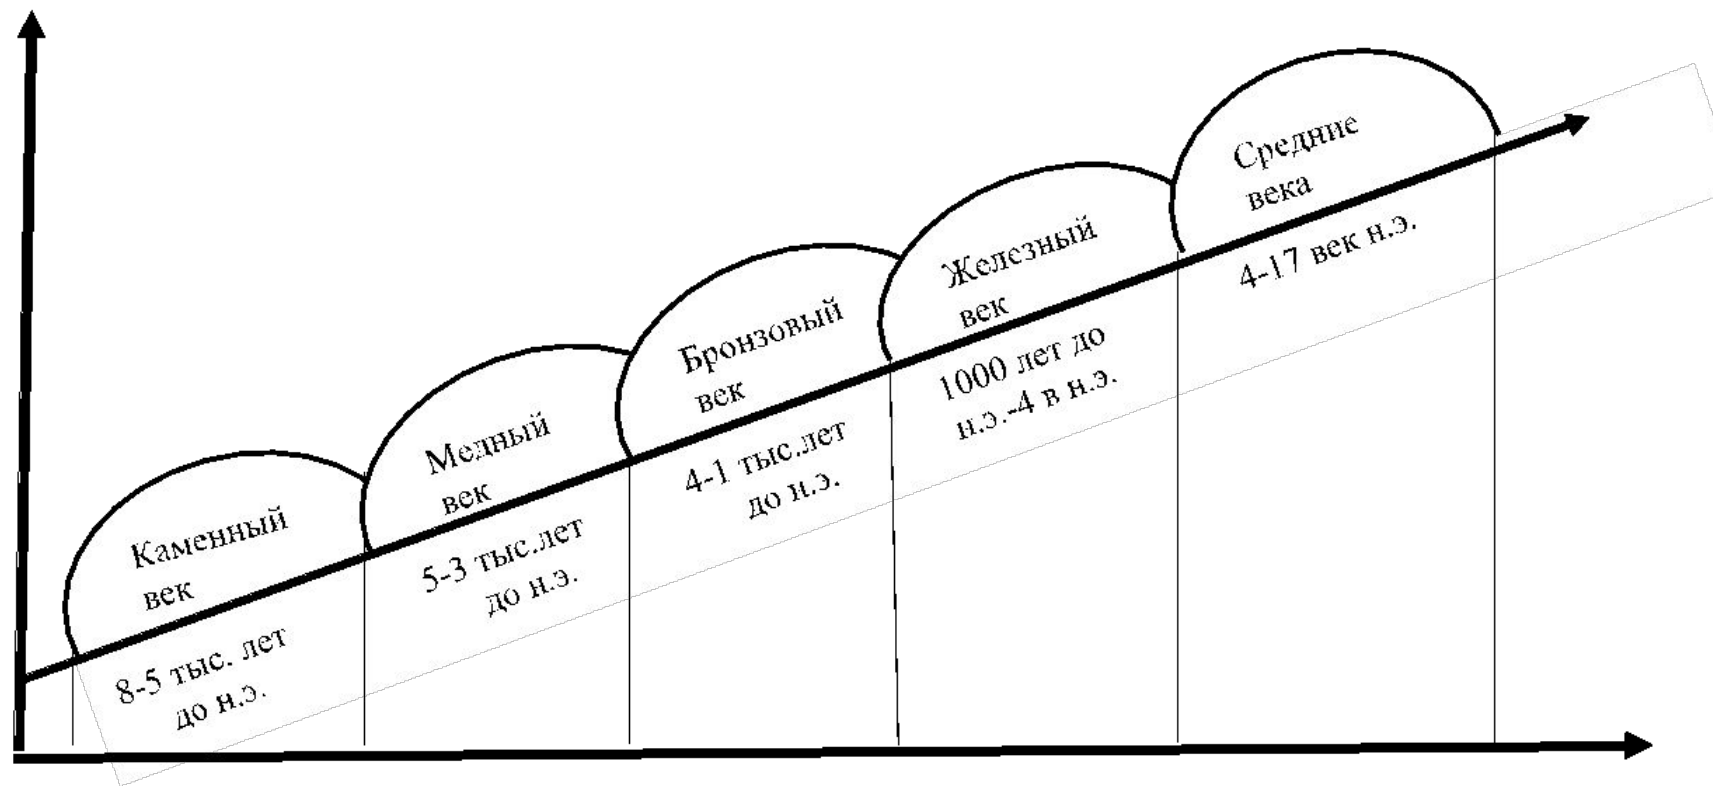 Каменный
век
8-5 тыс. лет
до н.э.
Медный
век
5-3 тыс.лет
до н.э.
Бронзовый
век
4-1 тыс.лет
до н.э.
Железный
век
1000 лет до
н.э.-4 в н.э.
Средние
века
4-17 век н.э.